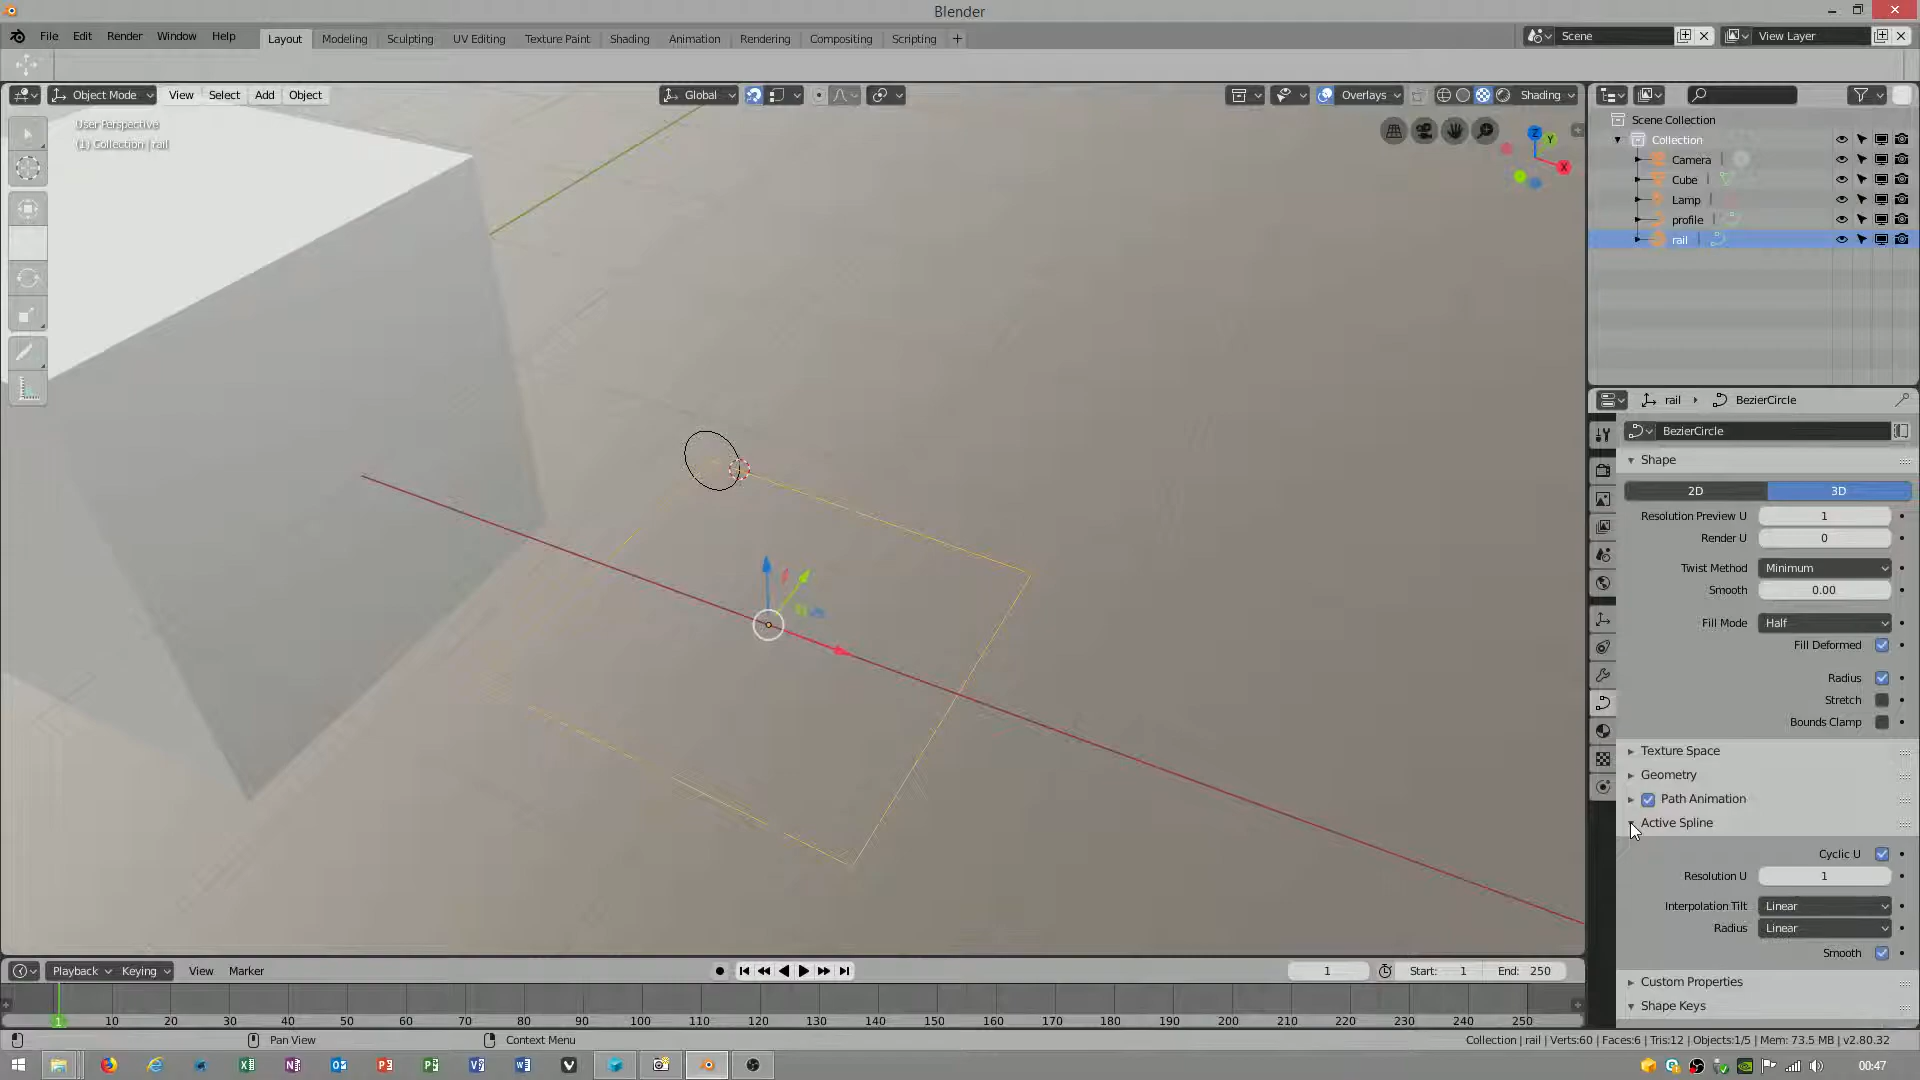 Blender
File Edit Render Window Help
Layout Modeling Sculpting UV Editing Texture Paint Shading Animation Rendering Compositing Scripting +
Scene
View Layer
Object Mode View Select Add Object
Global
Overlays
Shading
User Perspective
(1) Collection | rail
Z
Y
X
Scene Collection
Collection
Camera
Cube
Lamp
profile
rail
rail
BezierCircle
BezierCircle
Shape
2D 3D
Resolution Preview U 1
Render U 0
Twist Method Minimum
Smooth 0.00
Fill Mode Half
Fill Deformed
Radius
Stretch
Bounds Clamp
Texture Space
Geometry
Path Animation
Active Spline
Cyclic U
Resolution U 1
Interpolation Tilt Linear
Radius Linear
Smooth
Custom Properties
Shape Keys
Playback Keying View Marker
1
Start: 1
End: 250
1 10 20 30 40 50 60 70 80 90 100 110 120 130 140 150 160 170 180 190 200 210 220 230 240 250
Pan View
Context Menu
Collection | rail | Verts:60 | Faces:6 | Tris:12 | Objects:1/5 | Mem: 73.5 MB | v2.80.32
00:47